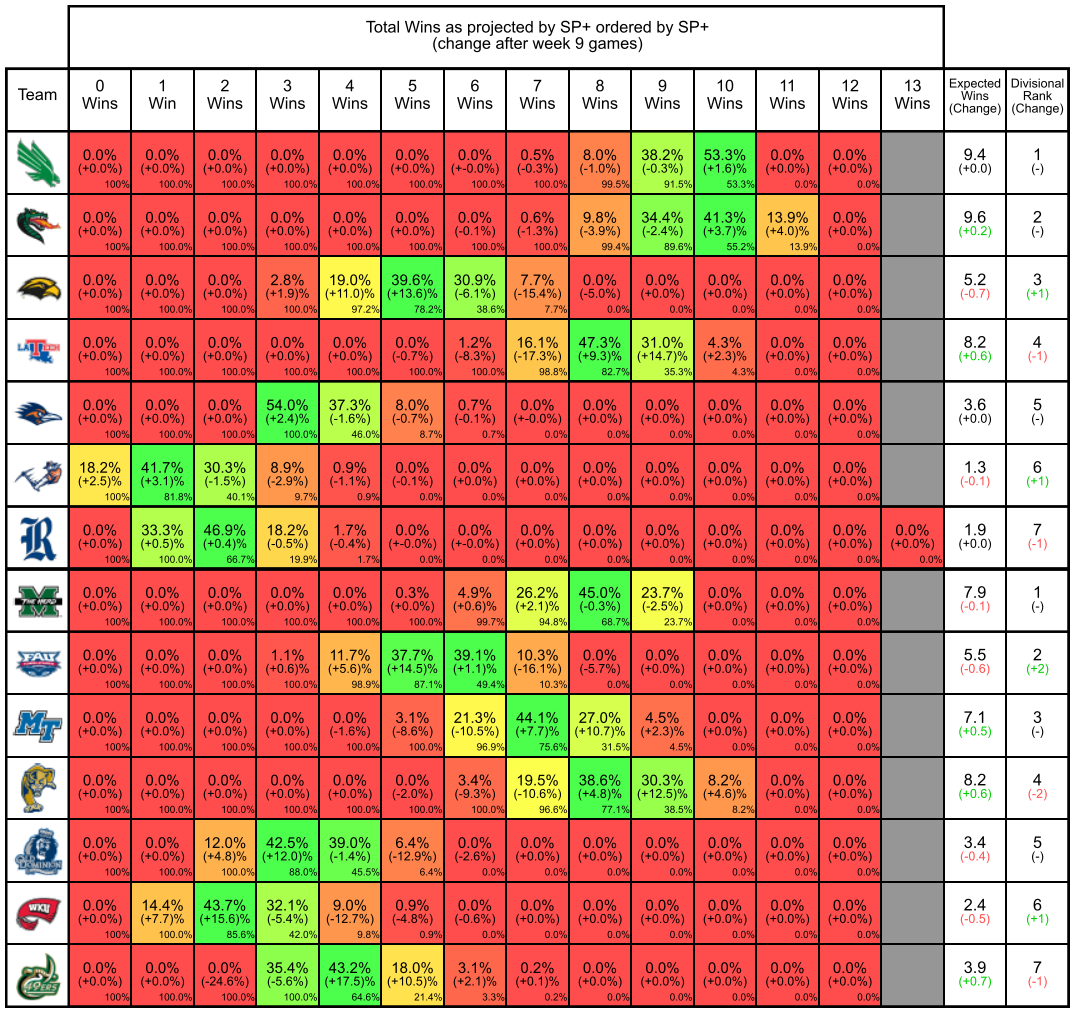 Total Wins as projected by SP+ ordered by SP+
(change after week 9 games)
Team 0 Wins 1 Win 2 Wins 3 Wins 4 Wins 5 Wins 6 Wins 7 Wins 8 Wins 9 Wins 10 Wins 11 Wins 12 Wins 13 Wins Expected Wins (Change) Divisional Rank (Change)
0.0% 0.0% 0.0% 0.0% 0.0% 0.0% 0.0% 0.5% 8.0% 38.2% 53.3% 0.0% 0.0% 9.4 1
(+0.0%) (+0.0%) (+0.0%) (+0.0%) (+0.0%) (+0.0%) (+-0.0%) (-0.3%) (-1.0%) (-0.3%) (+1.6)% (+0.0%) (+0.0%) (+0.0) (-)
100% 100.0% 100.0% 100.0% 100.0% 100.0% 100.0% 100.0% 99.5% 91.5% 53.3% 0.0% 0.0%
0.0% 0.0% 0.0% 0.0% 0.0% 0.0% 0.0% 0.6% 9.8% 34.4% 41.3% 13.9% 0.0% 9.6 2
(+0.0%) (+0.0%) (+0.0%) (+0.0%) (+0.0%) (+0.0%) (-0.1%) (-1.3%) (-3.9%) (-2.4%) (+3.7)% (+4.0)% (+0.0%) (+0.2) (-)
100% 100.0% 100.0% 100.0% 100.0% 100.0% 100.0% 100.0% 99.4% 89.6% 55.2% 13.9% 0.0%
0.0% 0.0% 0.0% 2.8% 19.0% 39.6% 30.9% 7.7% 0.0% 0.0% 0.0% 0.0% 0.0% 5.2 3
(+0.0%) (+0.0%) (+0.0%) (+1.9)% (+11.0)% (+13.6)% (-6.1%) (-15.4%) (-5.0%) (+0.0%) (+0.0%) (+0.0%) (+0.0%) (-0.7) (+1)
100% 100.0% 100.0% 100.0% 97.2% 78.2% 38.6% 7.7% 0.0% 0.0% 0.0% 0.0% 0.0%
LA TECH
0.0% 0.0% 0.0% 0.0% 0.0% 0.0% 1.2% 16.1% 47.3% 31.0% 4.3% 0.0% 0.0% 8.2 4
(+0.0%) (+0.0%) (+0.0%) (+0.0%) (+0.0%) (-0.7%) (-8.3%) (-17.3%) (+9.3)% (+14.7)% (+2.3)% (+0.0%) (+0.0%) (+0.6) (-1)
100% 100.0% 100.0% 100.0% 100.0% 100.0% 100.0% 98.8% 82.7% 35.3% 4.3% 0.0% 0.0%
0.0% 0.0% 0.0% 54.0% 37.3% 8.0% 0.7% 0.0% 0.0% 0.0% 0.0% 0.0% 0.0% 3.6 5
(+0.0%) (+0.0%) (+0.0%) (+2.4)% (-1.6%) (-0.7%) (-0.1%) (+-0.0%) (+0.0%) (+0.0%) (+0.0%) (+0.0%) (+0.0%) (+0.0) (-)
100% 100.0% 100.0% 100.0% 46.0% 8.7% 0.7% 0.0% 0.0% 0.0% 0.0% 0.0% 0.0%
18.2% 41.7% 30.3% 8.9% 0.9% 0.0% 0.0% 0.0% 0.0% 0.0% 0.0% 0.0% 0.0% 1.3 6
(+2.5)% (+3.1)% (-1.5%) (-2.9%) (-1.1%) (-0.1%) (+0.0%) (+0.0%) (+0.0%) (+0.0%) (+0.0%) (+0.0%) (+0.0%) (-0.1) (+1)
100% 81.8% 40.1% 9.7% 0.9% 0.0% 0.0% 0.0% 0.0% 0.0% 0.0% 0.0% 0.0%
R
0.0% 33.3% 46.9% 18.2% 1.7% 0.0% 0.0% 0.0% 0.0% 0.0% 0.0% 0.0% 0.0% 0.0% 1.9 7
(+0.0%) (+0.5)% (+0.4)% (-0.5%) (-0.4%) (+-0.0%) (+-0.0%) (+0.0%) (+0.0%) (+0.0%) (+0.0%) (+0.0%) (+0.0%) (+0.0%) (+0.0) (-1)
100% 100.0% 66.7% 19.9% 1.7% 0.0% 0.0% 0.0% 0.0% 0.0% 0.0% 0.0% 0.0% 0.0%
M THE HERD
0.0% 0.0% 0.0% 0.0% 0.0% 0.3% 4.9% 26.2% 45.0% 23.7% 0.0% 0.0% 0.0% 7.9 1
(+0.0%) (+0.0%) (+0.0%) (+0.0%) (+0.0%) (+0.0%) (+0.6)% (+2.1)% (-0.3%) (-2.5%) (+0.0%) (+0.0%) (+0.0%) (-0.1) (-)
100% 100.0% 100.0% 100.0% 100.0% 100.0% 99.7% 94.8% 68.7% 23.7% 0.0% 0.0% 0.0%
FAU
0.0% 0.0% 0.0% 1.1% 11.7% 37.7% 39.1% 10.3% 0.0% 0.0% 0.0% 0.0% 0.0% 5.5 2
(+0.0%) (+0.0%) (+0.0%) (+0.6)% (+5.6)% (+14.5)% (+1.1)% (-16.1%) (-5.7%) (+0.0%) (+0.0%) (+0.0%) (+0.0%) (-0.6) (+2)
100% 100.0% 100.0% 100.0% 98.9% 87.1% 49.4% 10.3% 0.0% 0.0% 0.0% 0.0% 0.0%
MT
0.0% 0.0% 0.0% 0.0% 0.0% 3.1% 21.3% 44.1% 27.0% 4.5% 0.0% 0.0% 0.0% 7.1 3
(+0.0%) (+0.0%) (+0.0%) (+0.0%) (-1.6%) (-8.6%) (-10.5%) (+7.7)% (+10.7)% (+2.3)% (+0.0%) (+0.0%) (+0.0%) (+0.5) (-)
100% 100.0% 100.0% 100.0% 100.0% 100.0% 96.9% 75.6% 31.5% 4.5% 0.0% 0.0% 0.0%
0.0% 0.0% 0.0% 0.0% 0.0% 0.0% 3.4% 19.5% 38.6% 30.3% 8.2% 0.0% 0.0% 8.2 4
(+0.0%) (+0.0%) (+0.0%) (+0.0%) (+0.0%) (-2.0%) (-9.3%) (-10.6%) (+4.8)% (+12.5)% (+4.6)% (+0.0%) (+0.0%) (+0.6) (-2)
100% 100.0% 100.0% 100.0% 100.0% 100.0% 100.0% 96.6% 77.1% 38.5% 8.2% 0.0% 0.0%
DOMINION
0.0% 0.0% 12.0% 42.5% 39.0% 6.4% 0.0% 0.0% 0.0% 0.0% 0.0% 0.0% 0.0% 3.4 5
(+0.0%) (+0.0%) (+4.8)% (+12.0)% (-1.4%) (-12.9%) (-2.6%) (+0.0%) (+0.0%) (+0.0%) (+0.0%) (+0.0%) (+0.0%) (-0.4) (-)
100% 100.0% 100.0% 88.0% 45.5% 6.4% 0.0% 0.0% 0.0% 0.0% 0.0% 0.0% 0.0%
WKU
0.0% 14.4% 43.7% 32.1% 9.0% 0.9% 0.0% 0.0% 0.0% 0.0% 0.0% 0.0% 0.0% 2.4 6
(+0.0%) (+7.7)% (+15.6)% (-5.4%) (-12.7%) (-4.8%) (-0.6%) (+0.0%) (+0.0%) (+0.0%) (+0.0%) (+0.0%) (+0.0%) (-0.5) (+1)
100% 100.0% 85.6% 42.0% 9.8% 0.9% 0.0% 0.0% 0.0% 0.0% 0.0% 0.0% 0.0%
49ERS
0.0% 0.0% 0.0% 35.4% 43.2% 18.0% 3.1% 0.2% 0.0% 0.0% 0.0% 0.0% 0.0% 3.9 7
(+0.0%) (+0.0%) (-24.6%) (-5.6%) (+17.5)% (+10.5)% (+2.1)% (+0.1)% (+0.0%) (+0.0%) (+0.0%) (+0.0%) (+0.0%) (+0.7) (-1)
100% 100.0% 100.0% 100.0% 64.6% 21.4% 3.3% 0.2% 0.0% 0.0% 0.0% 0.0% 0.0%